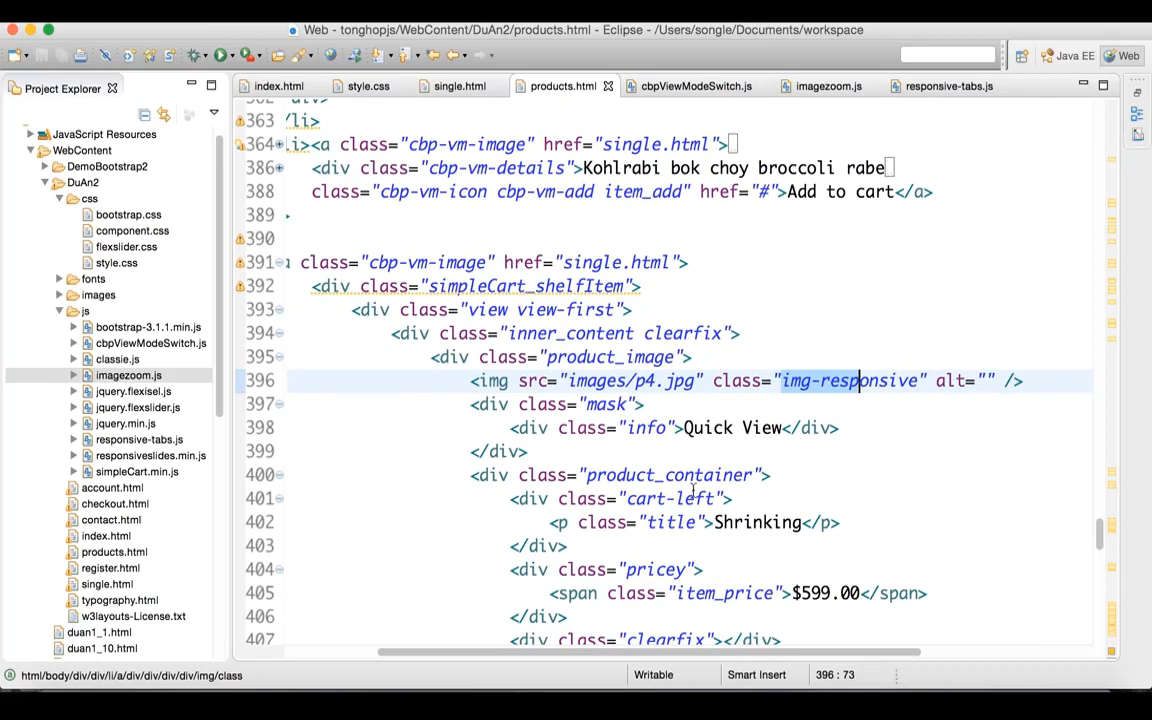 Web - tonghopjs/WebContent/DuAn2/products.html - Eclipse - /Users/songle/Documents/workspace
Java EE
Web
Project Explorer
index.html
style.css
single.html
products.html
cbpViewModeSwitch.js
imagezoom.js
responsive-tabs.js
JavaScript Resources
WebContent
DemoBootstrap2
DuAn2
css
bootstrap.css
component.css
flexslider.css
style.css
fonts
images
js
bootstrap-3.1.1.min.js
cbpViewModeSwitch.js
classie.js
imagezoom.js
jquery.flexisel.js
jquery.flexslider.js
jquery.min.js
responsive-tabs.js
responsiveslides.min.js
simpleCart.min.js
account.html
checkout.html
contact.html
index.html
products.html
register.html
single.html
typography.html
w3layouts-License.txt
duan1_1.html
duan1_10.html
362 div>
363 /li>
364 li><a class="cbp-vm-image" href="single.html">
386 <div class="cbp-vm-details">Kohlrabi bok choy broccoli rabe
388 class="cbp-vm-icon cbp-vm-add item_add" href="#">Add to cart</a>
389
390
391 class="cbp-vm-image" href="single.html">
392 <div class="simpleCart_shelfItem">
393 <div class="view view-first">
394 <div class="inner_content clearfix">
395 <div class="product_image">
396 <img src="images/p4.jpg" class="img-responsive" alt="" />
397 <div class="mask">
398 <div class="info">Quick View</div>
399 </div>
400 <div class="product_container">
401 <div class="cart-left">
402 <p class="title">Shrinking</p>
403 </div>
404 <div class="pricey">
405 <span class="item_price">$599.00</span>
406 </div>
407 <div class="clearfix"></div>
html/body/div/div/li/a/div/div/div/div/img/class
Writable
Smart Insert
396 : 73